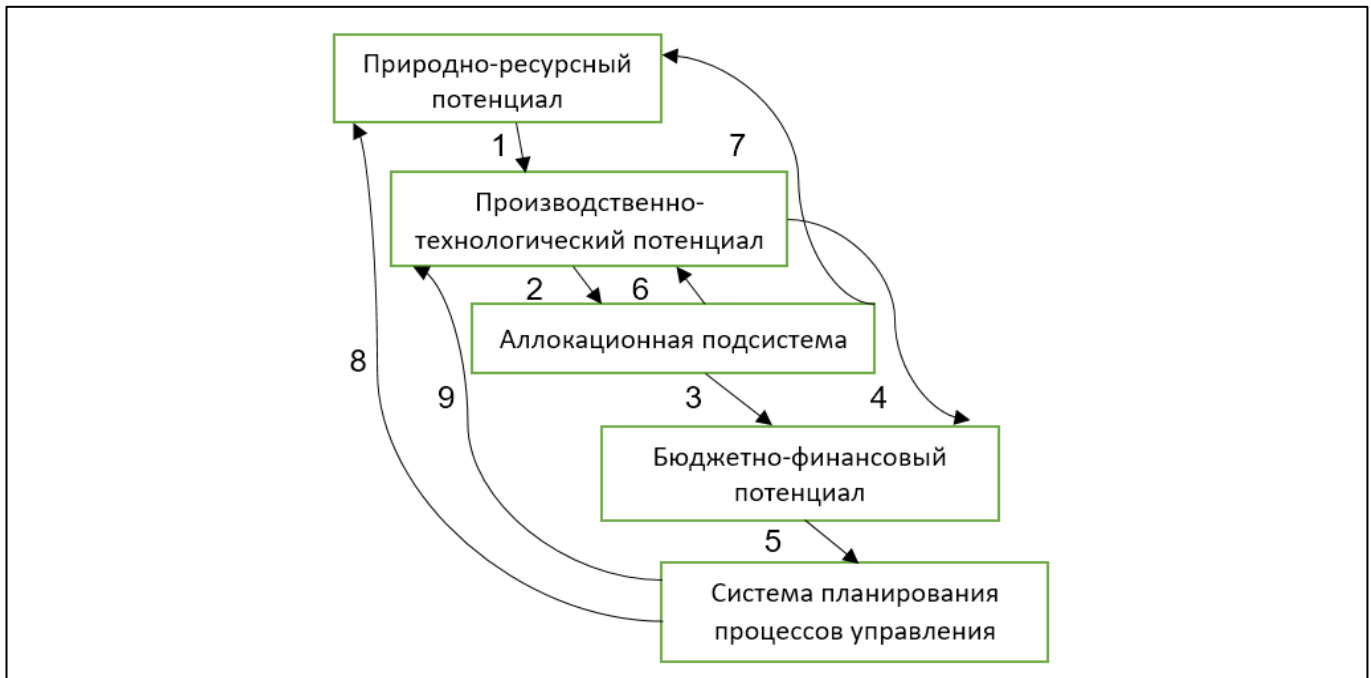 Природно-ресурсный
потенциал
1
7
Производственно-
технологический потенциал
2
6
Аллокационная подсистема
8
9
3
4
Бюджетно-финансовый
потенциал
5
Система планирования
процессов управления